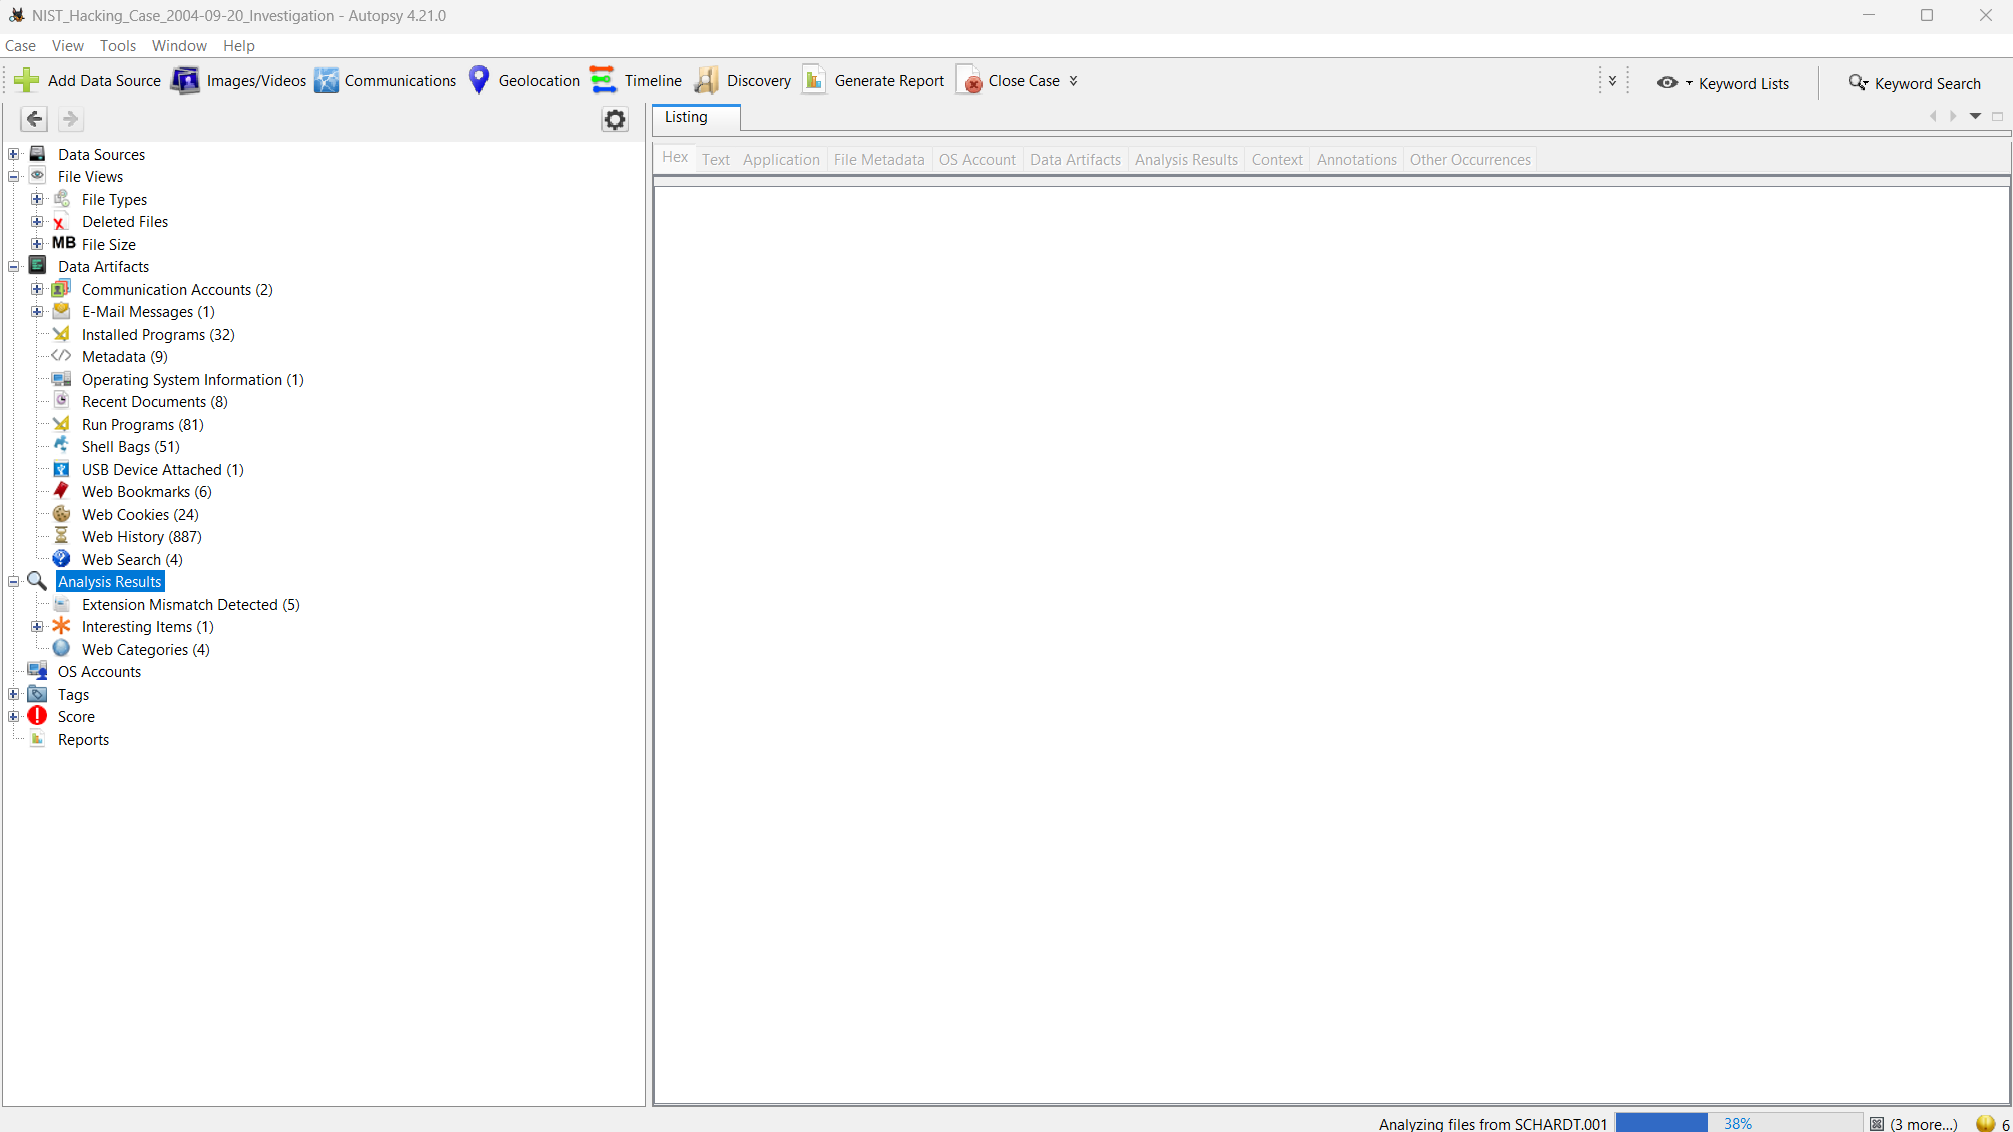 NIST_Hacking_Case_2004-09-20_Investigation - Autopsy 4.21.0
Case View Tools Window Help
Add Data Source Images/Videos Communications Geolocation Timeline Discovery Generate Report Close Case Keyword Lists Keyword Search
Listing
Hex Text Application File Metadata OS Account Data Artifacts Analysis Results Context Annotations Other Occurrences
Data Sources
File Views
File Types
Deleted Files
MB File Size
Data Artifacts
Communication Accounts (2)
E-Mail Messages (1)
Installed Programs (32)
Metadata (9)
Operating System Information (1)
Recent Documents (8)
Run Programs (81)
Shell Bags (51)
USB Device Attached (1)
Web Bookmarks (6)
Web Cookies (24)
Web History (887)
Web Search (4)
Analysis Results
Extension Mismatch Detected (5)
Interesting Items (1)
Web Categories (4)
OS Accounts
Tags
Score
Reports
Analyzing files from SCHARDT.001 38% (3 more...) 6